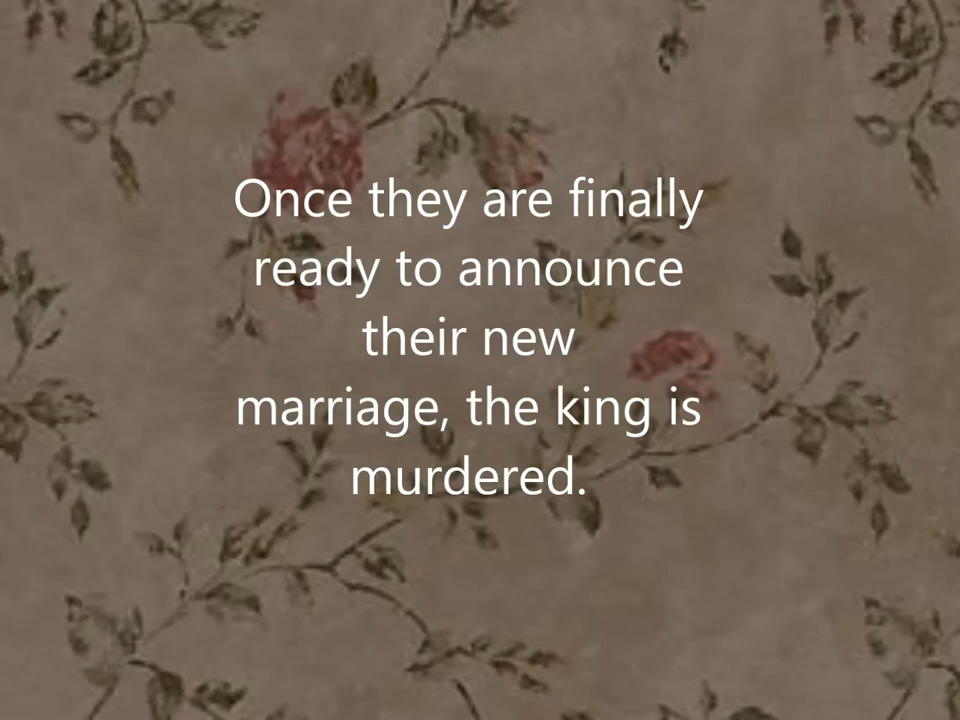 Once they are finally
ready to announce
their new
marriage, the king is
murdered.